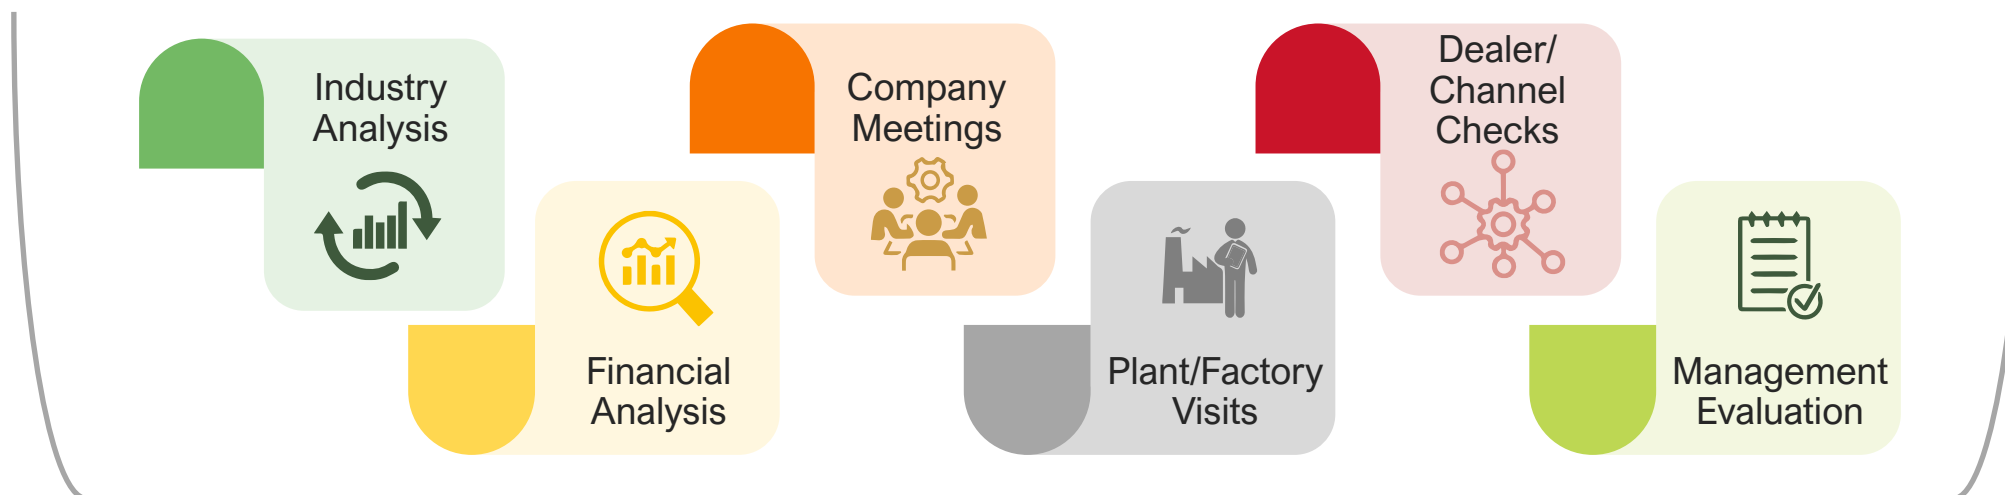 Industry
Analysis
Financial
Analysis
Company
Meetings
Plant/Factory
Visits
Dealer/
Channel
Checks
Management
Evaluation